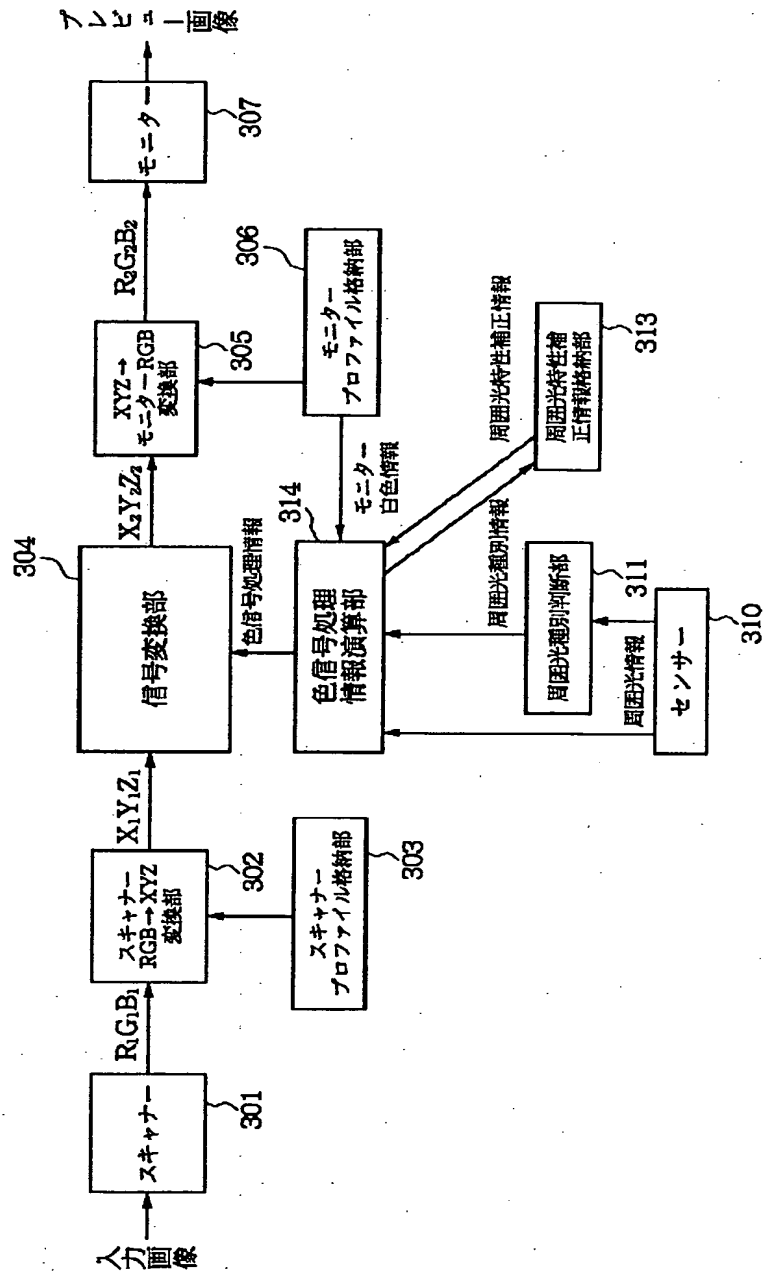 入力画像
スキャナー
301
R₁G₁B₁
スキャナー
RGB→XYZ
変換部
302
スキャナー
プロファイル格納部
303
X₁Y₁Z₁
信号変換部
304
X₂Y₂Z₂
XYZ→
モニターRGB
変換部
305
R₂G₂B₂
モニター
307
プレビュー画像
モニター
プロファイル格納部
306
モニター
白色情報
色信号処理情報
色信号処理
情報演算部
314
周囲光特性補正情報
周囲光特性補
正情報格納部
313
周囲光種別情報
周囲光種別判断部
311
周囲光情報
センサー
310